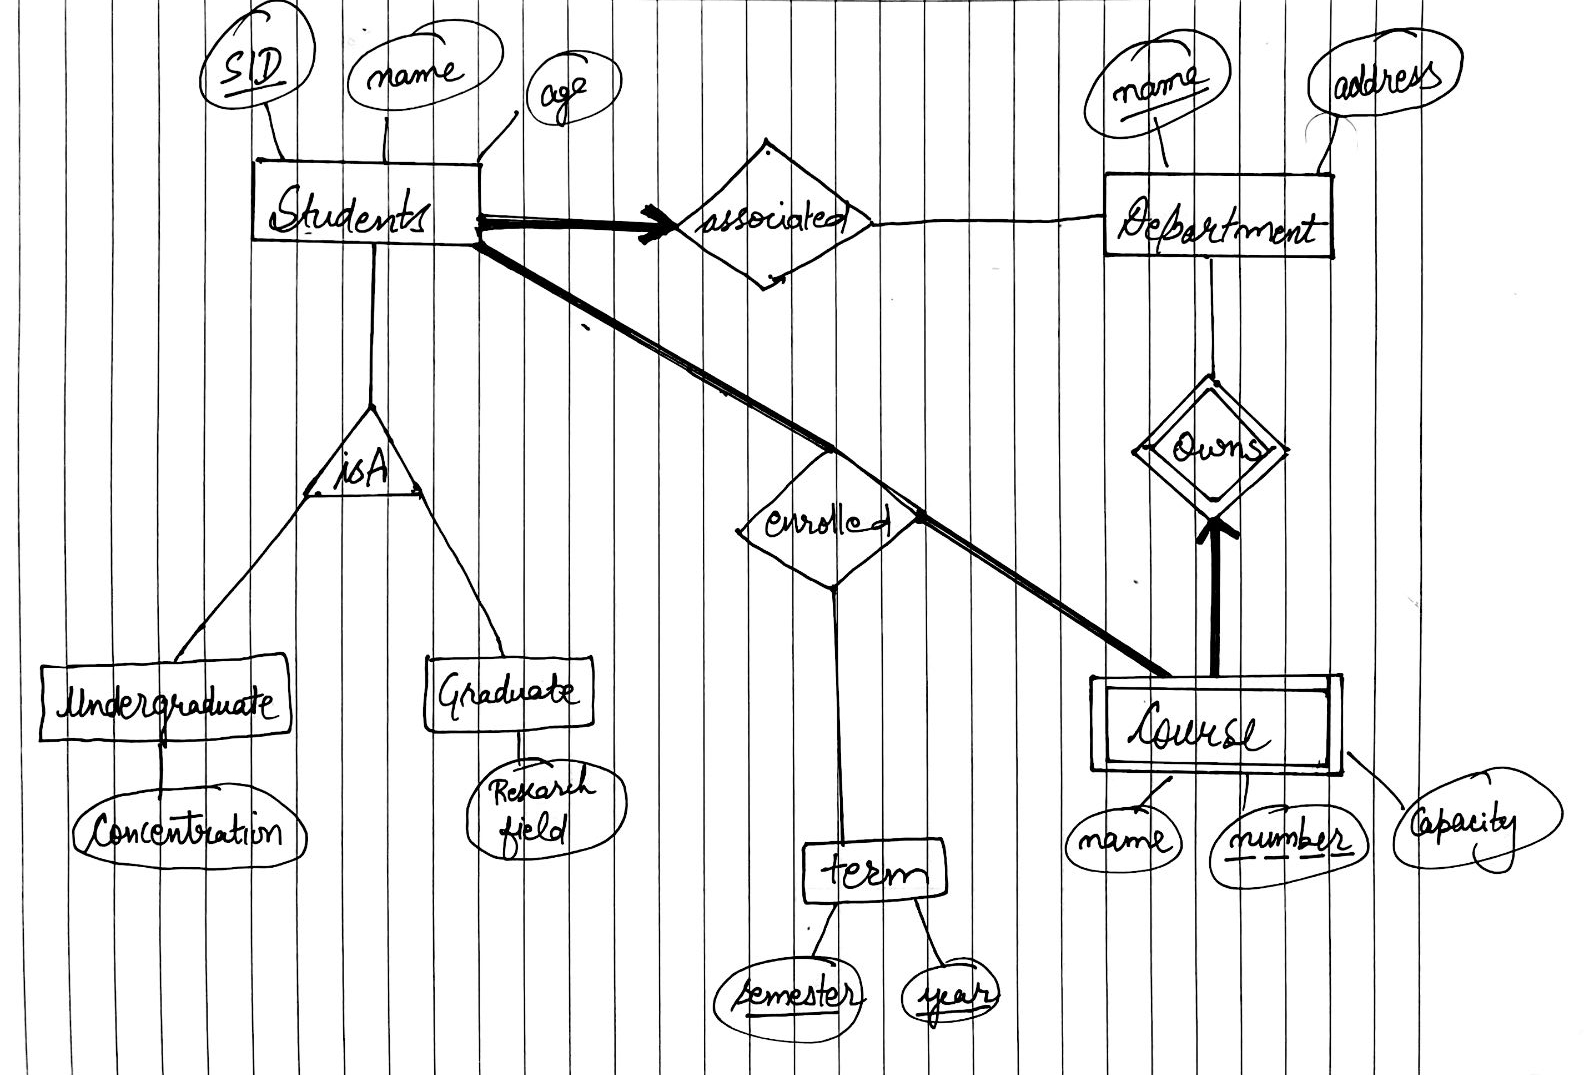 SID
name
age
name
address
Students
associated
Department
isA
enrolled
Owns
Undergraduate
Graduate
Course
Concentration
Research
field
term
name
number
Capacity
semester
year